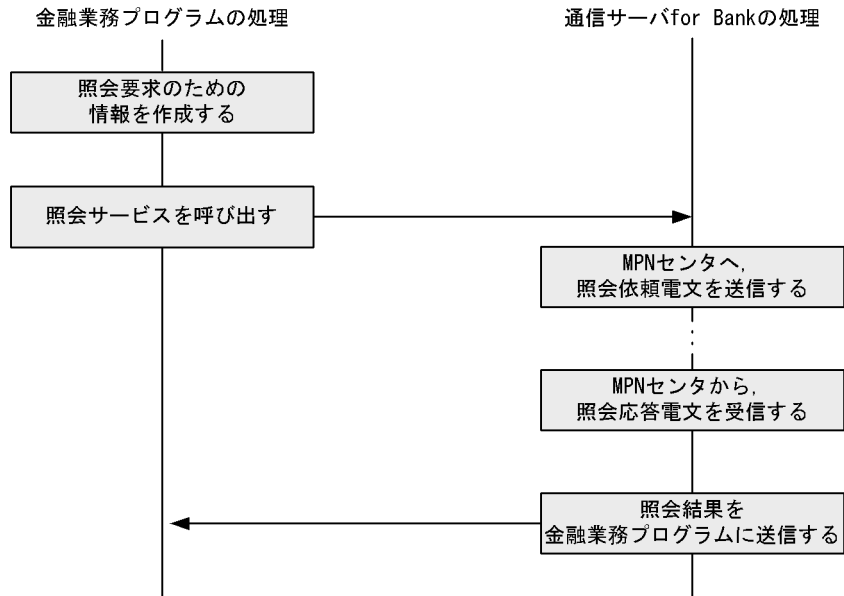 金融業務プログラムの処理
通信サーバfor Bankの処理
照会要求のための
情報を作成する
照会サービスを呼び出す
MPNセンタへ,
照会依頼電文を送信する
MPNセンタから,
照会応答電文を受信する
照会結果を
金融業務プログラムに送信する